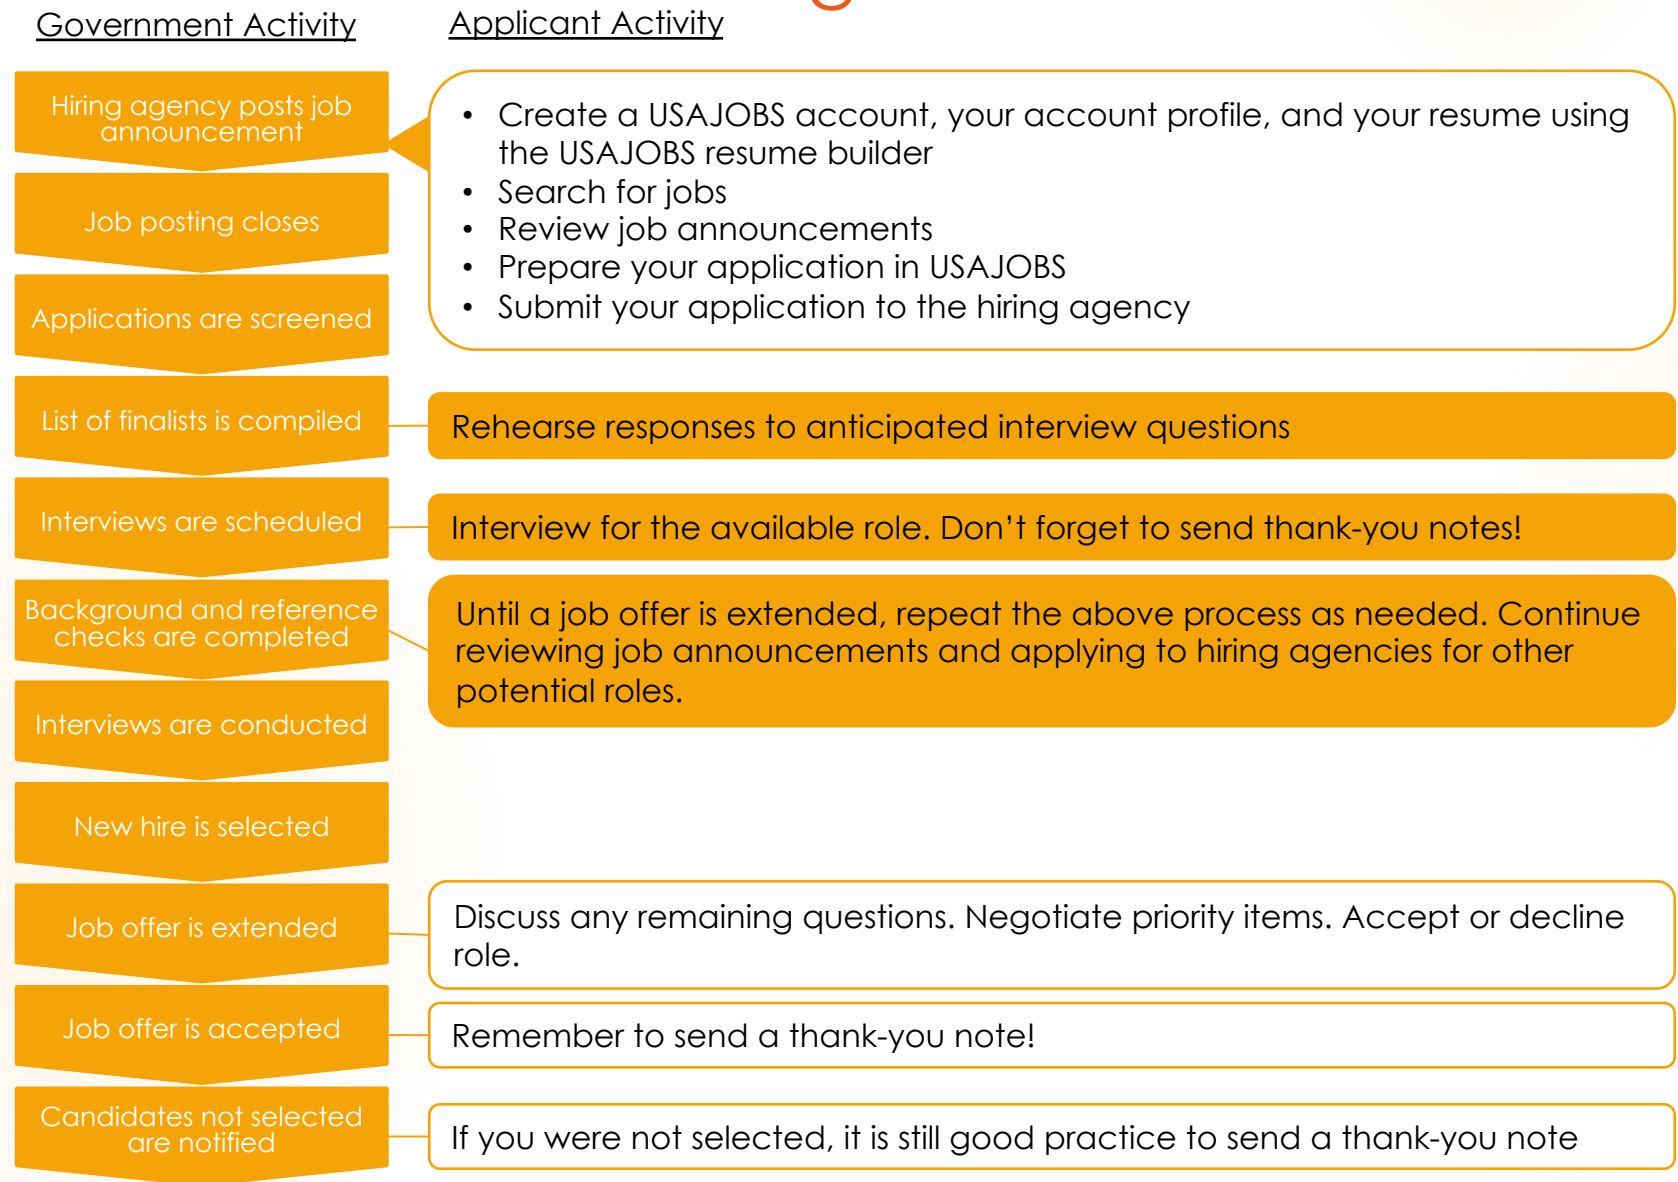 Government Activity
Applicant Activity
Hiring agency posts job
announcement
• Create a USAJOBS account, your account profile, and your resume using
the USAJOBS resume builder
• Search for jobs
• Review job announcements
• Prepare your application in USAJOBS
• Submit your application to the hiring agency
Job posting closes
Applications are screened
List of finalists is compiled
Rehearse responses to anticipated interview questions
Interviews are scheduled
Interview for the available role. Don’t forget to send thank-you notes!
Background and reference
checks are completed
Until a job offer is extended, repeat the above process as needed. Continue
reviewing job announcements and applying to hiring agencies for other
potential roles.
Interviews are conducted
New hire is selected
Job offer is extended
Discuss any remaining questions. Negotiate priority items. Accept or decline
role.
Job offer is accepted
Remember to send a thank-you note!
Candidates not selected
are notified
If you were not selected, it is still good practice to send a thank-you note